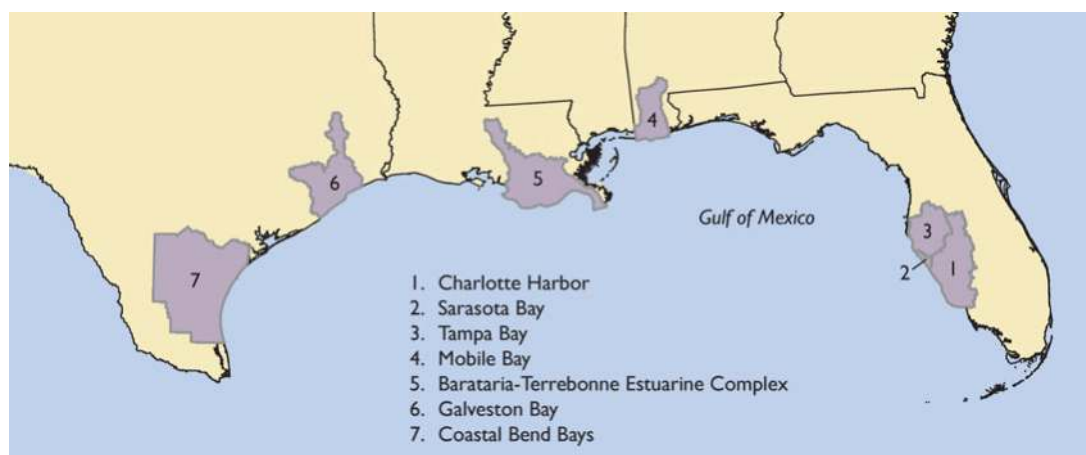 4
6
5
Gulf of Mexico
3
7
2
1
1. Charlotte Harbor
2. Sarasota Bay
3. Tampa Bay
4. Mobile Bay
5. Barataria-Terrebonne Estuarine Complex
6. Galveston Bay
7. Coastal Bend Bays